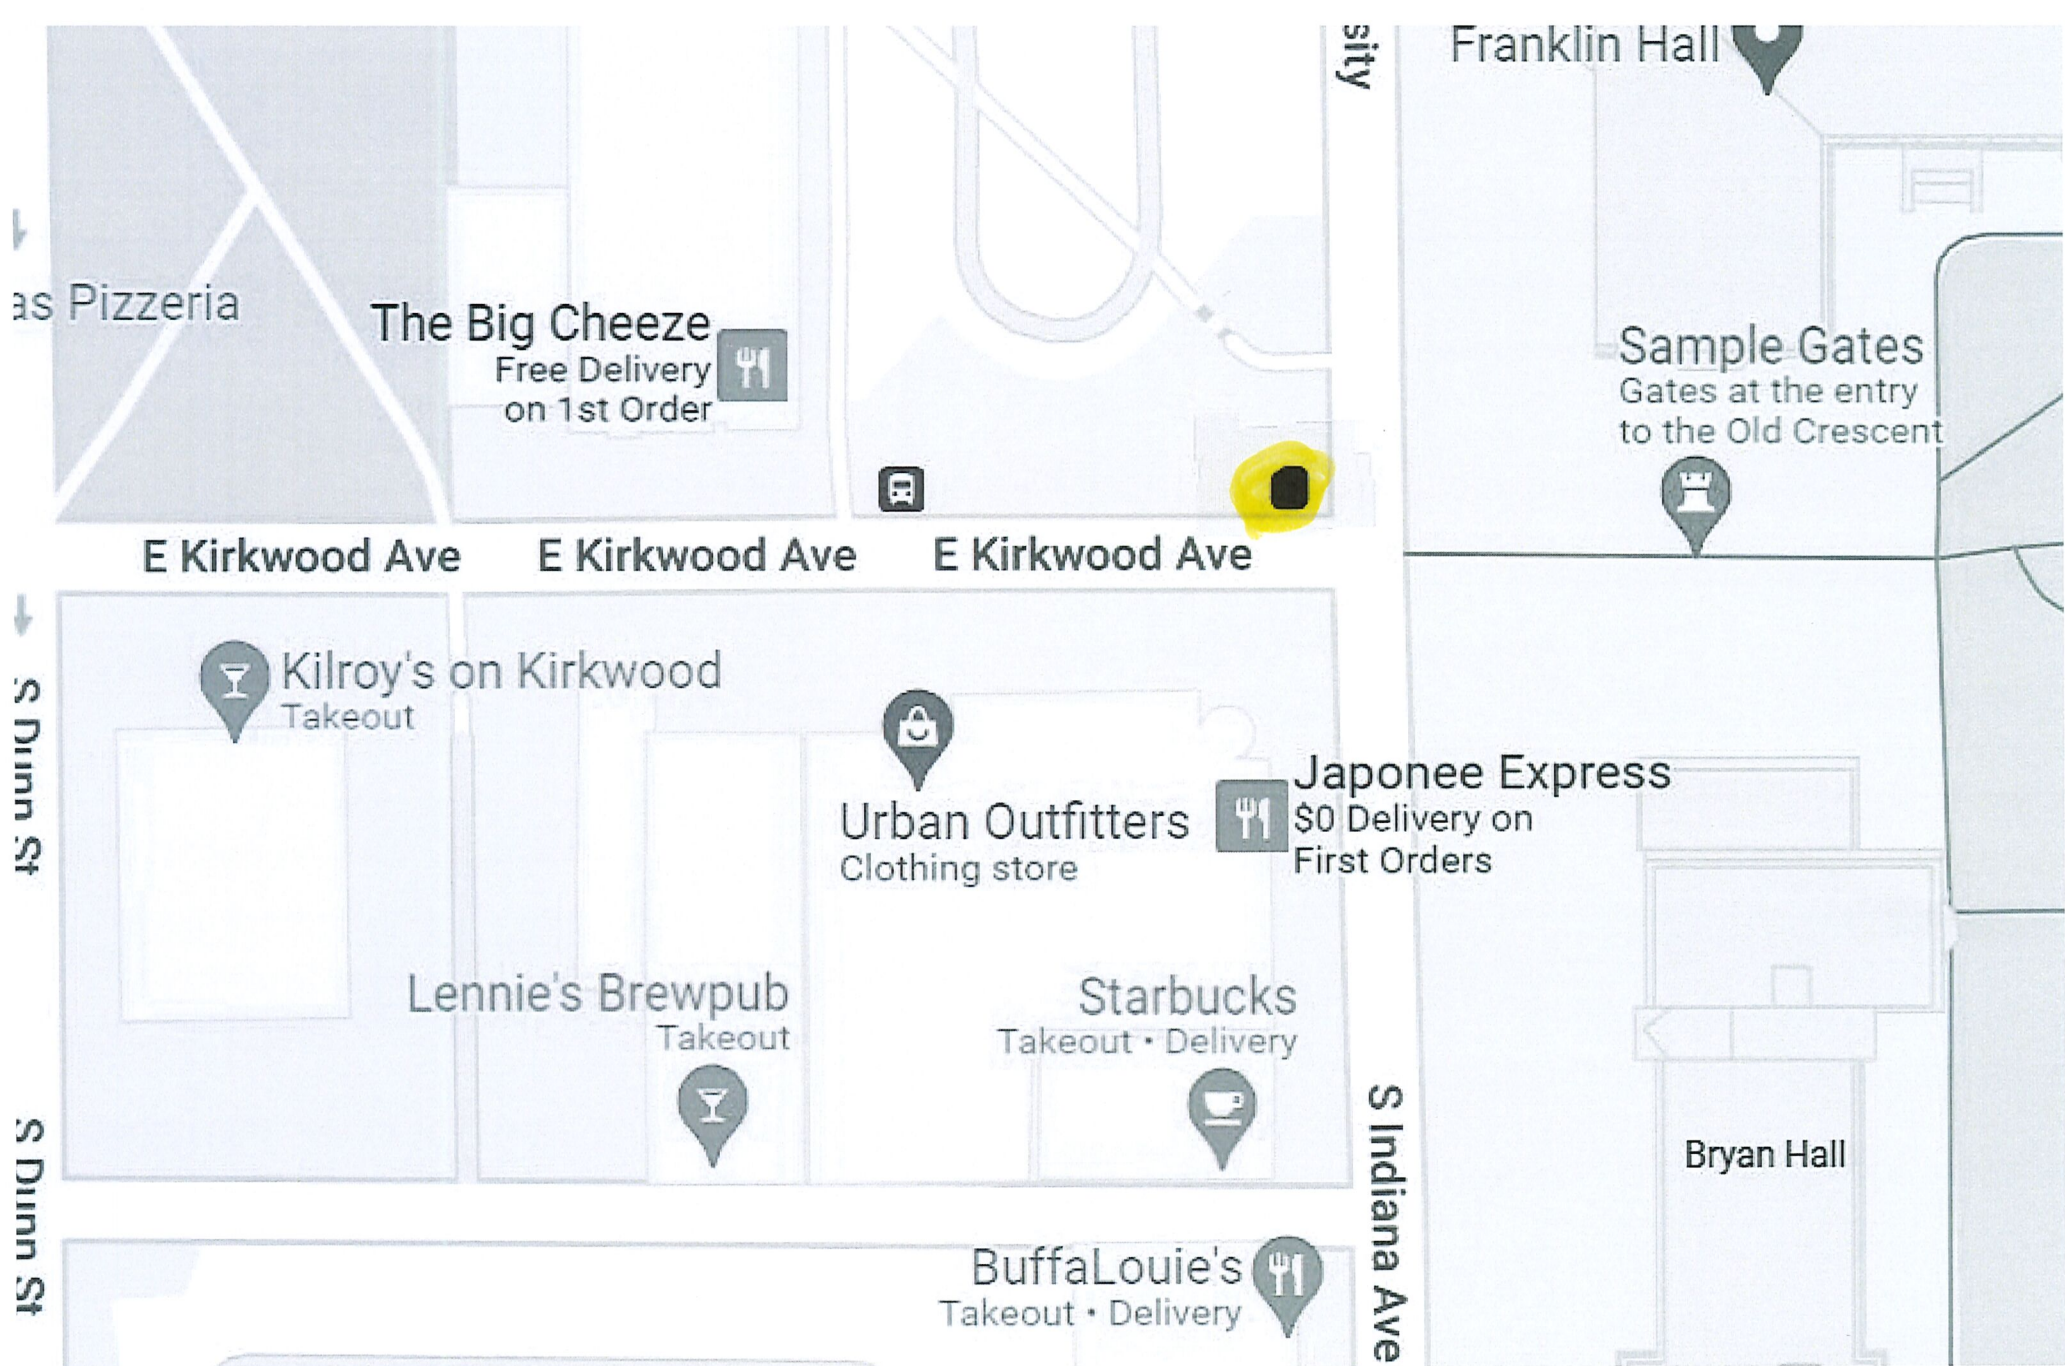 sity
Franklin Hall
as Pizzeria
The Big Cheeze
Free Delivery
on 1st Order
Sample Gates
Gates at the entry
to the Old Crescent
E Kirkwood Ave
E Kirkwood Ave
E Kirkwood Ave
Kilroy's on Kirkwood
Takeout
S Dunn St
Urban Outfitters
Clothing store
Japonee Express
$0 Delivery on
First Orders
Lennie's Brewpub
Takeout
Starbucks
Takeout • Delivery
S Indiana Ave
Bryan Hall
S Dunn St
BuffaLouie's
Takeout • Delivery